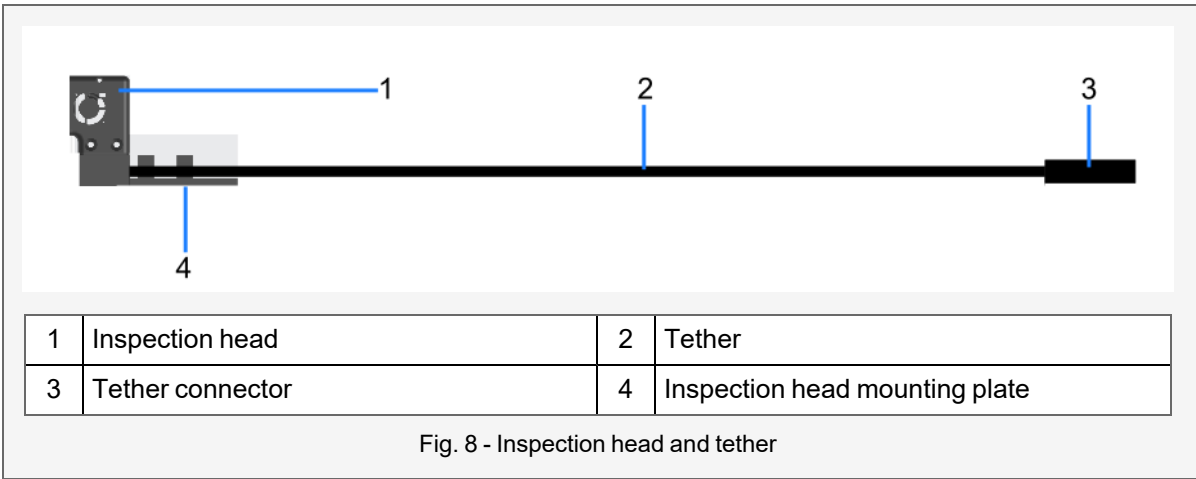 1
2
3
4
1 Inspection head 2 Tether
3 Tether connector 4 Inspection head mounting plate
Fig. 8 - Inspection head and tether